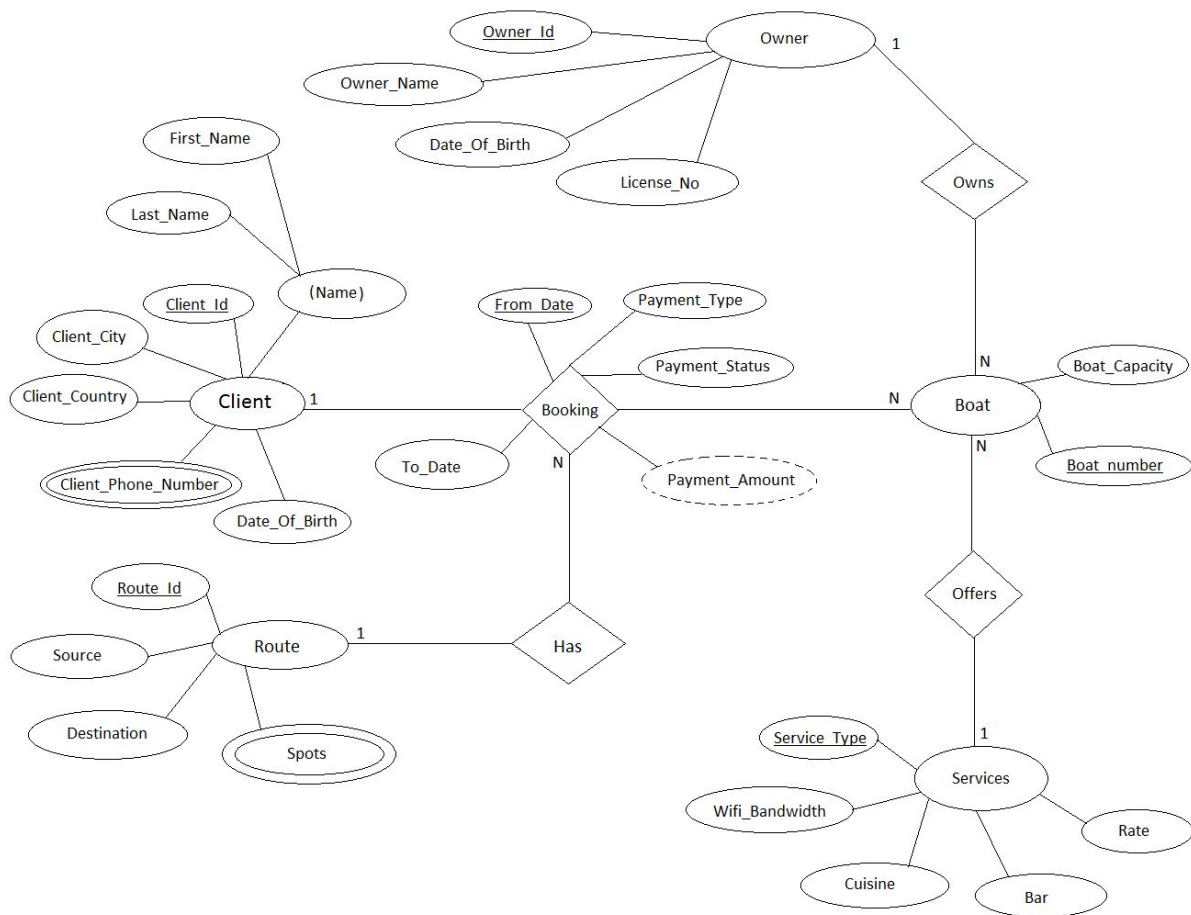 Owner_Id
Owner
1
Owner_Name
Date_Of_Birth
License_No
Owns
First_Name
Last_Name
(Name)
Client_Id
Client_City
Client_Country
Client
1
Client_Phone_Number
Date_Of_Birth
From_Date
Payment_Type
Payment_Status
Booking
To_Date
N
Payment_Amount
N
N
Boat
N
Boat_Capacity
Boat_number
Route_Id
Source
Route
1
Has
Destination
Spots
Offers
1
Service_Type
Services
Wifi_Bandwidth
Rate
Cuisine
Bar